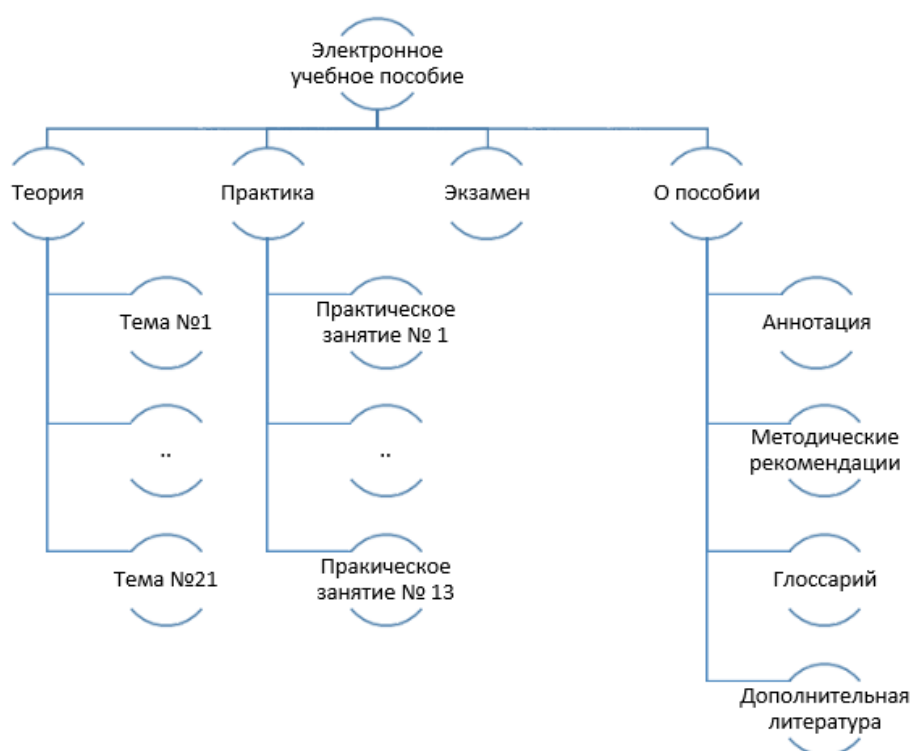 Электронное
учебное пособие
Теория
Практика
Экзамен
О пособии
Тема №1
..
Тема №21
Практическое
занятие № 1
..
Пракическое
занятие № 13
Аннотация
Методические
рекомендации
Глоссарий
Дополнительная
литература